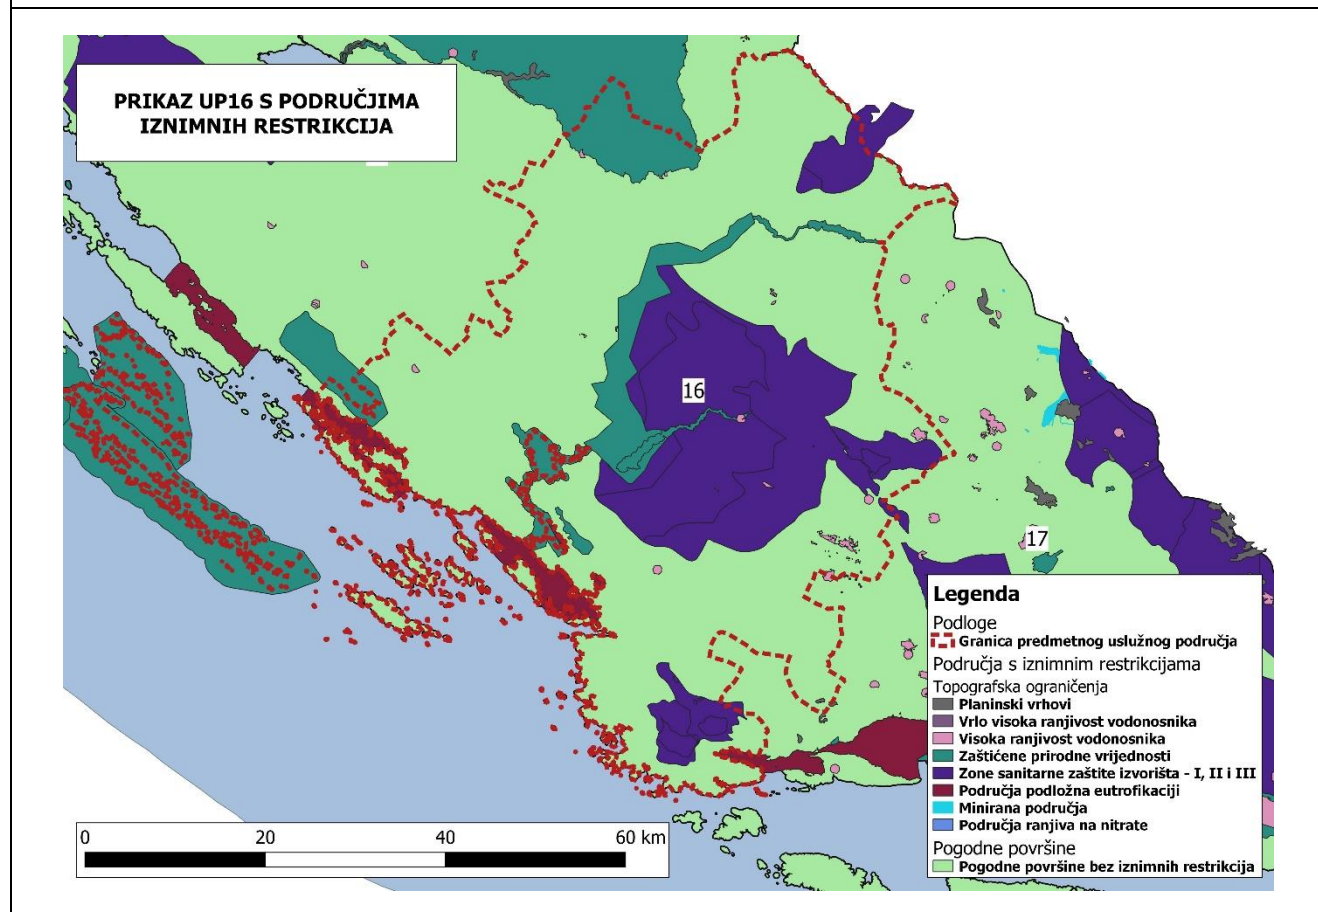 PRIKAZ UP16 S PODRUČJIMA
IZNIMNIH RESTRIKCIJA
16
17
Legenda
Podloge
Granica predmetnog uslužnog područja
Područja s iznimnim restrikcijama
Topografska ograničenja
Planinski vrhovi
Vrlo visoka ranjivost vodonosnika
Visoka ranjivost vodonosnika
Zaštićene prirodne vrijednosti
Zone sanitarne zaštite izvorišta - I, II i III
Područja podložna eutrofikaciji
Minirana područja
Područja ranjiva na nitrate
Pogodne površine
Pogodne površine bez iznimnih restrikcija
0 20 40 60 km